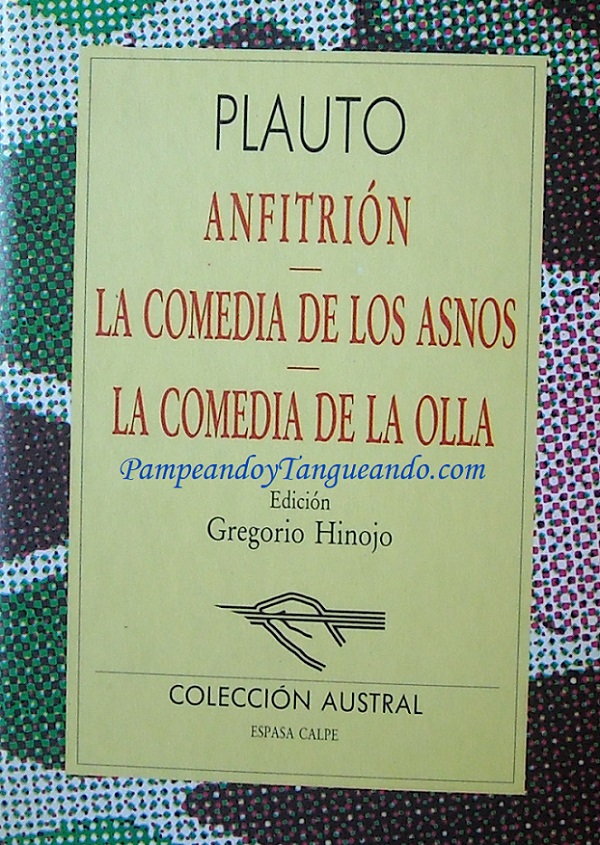 PLAUTO
ANFITRIÓN
LA COMEDIA DE LOS ASNOS
LA COMEDIA DE LA OLLA
PampeandoyTangueando.com
Edición
Gregorio Hinojo
COLECCIÓN AUSTRAL
ESPASA CALPE